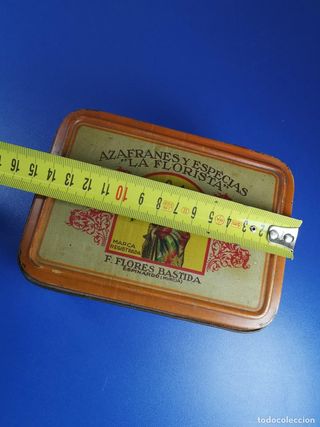 AZAFRANES Y ESPECIAS
"LA FLORISTA"
16 15 14 13 12 11 10 9 8 7 6 5 4 3 2
MARCA
REGISTRADA
F. FLORES BASTIDA
ESPINARDO (MURCIA)
todocoleccion